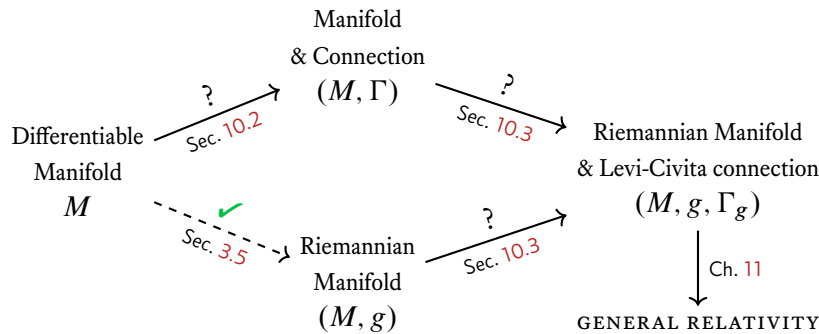 Manifold
& Connection
(M, Γ)
?
Sec. 10.2
?
Sec. 10.3
Differentiable
Manifold
M
Riemannian Manifold
& Levi-Civita connection
(M, g, Γg)
✓
Sec. 3.5
Riemannian
Manifold
(M, g)
?
Sec. 10.3
Ch. 11
GENERAL RELATIVITY